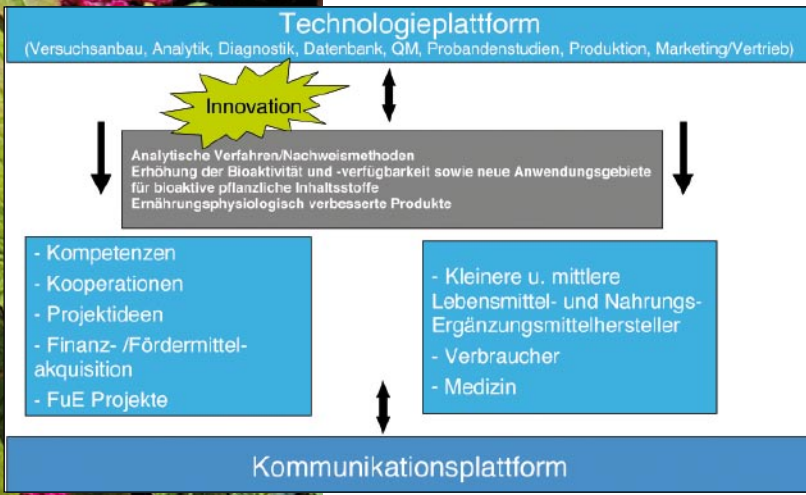 Technologieplattform
(Versuchsanbau, Analytik, Diagnostik, Datenbank, QM, Probandenstudien, Produktion, Marketing/Vertrieb)
Innovation
Analytische Verfahren/Nachweismethoden
Erhöhung der Bioaktivität und -verfügbarkeit sowie neue Anwendungsgebiete
für bioaktive pflanzliche Inhaltsstoffe
Ernährungsphysiologisch verbesserte Produkte
- Kompetenzen
- Kooperationen
- Projektideen
- Finanz- /Fördermittel-
akquisition
- FuE Projekte
- Kleinere u. mittlere
Lebensmittel- und Nahrungs-
Ergänzungsmittelhersteller
- Verbraucher
- Medizin
Kommunikationsplattform